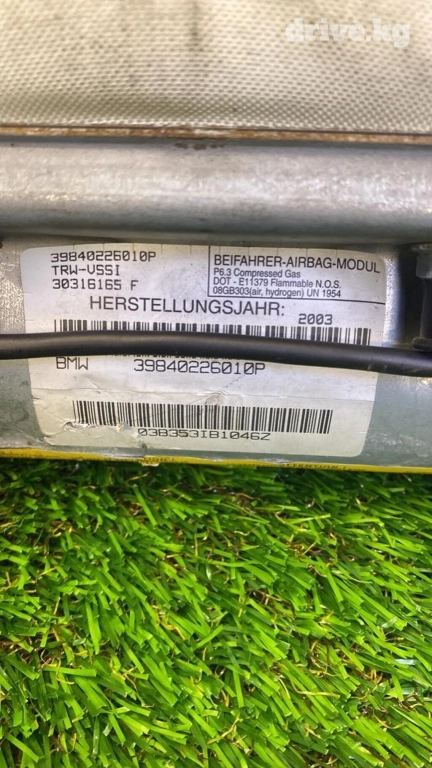 drive.kg
39840226010P
TRW-VSSI
30316165 F
BEIFAHRER-AIRBAG-MODUL
P6.3 Compressed Gas
DOT - E11379 Flammable N.O.S.
08GB303(air, hydrogen) UN 1954
HERSTELLUNGSJAHR: 2003
BMW 39840226010P
03B353IB1046Z